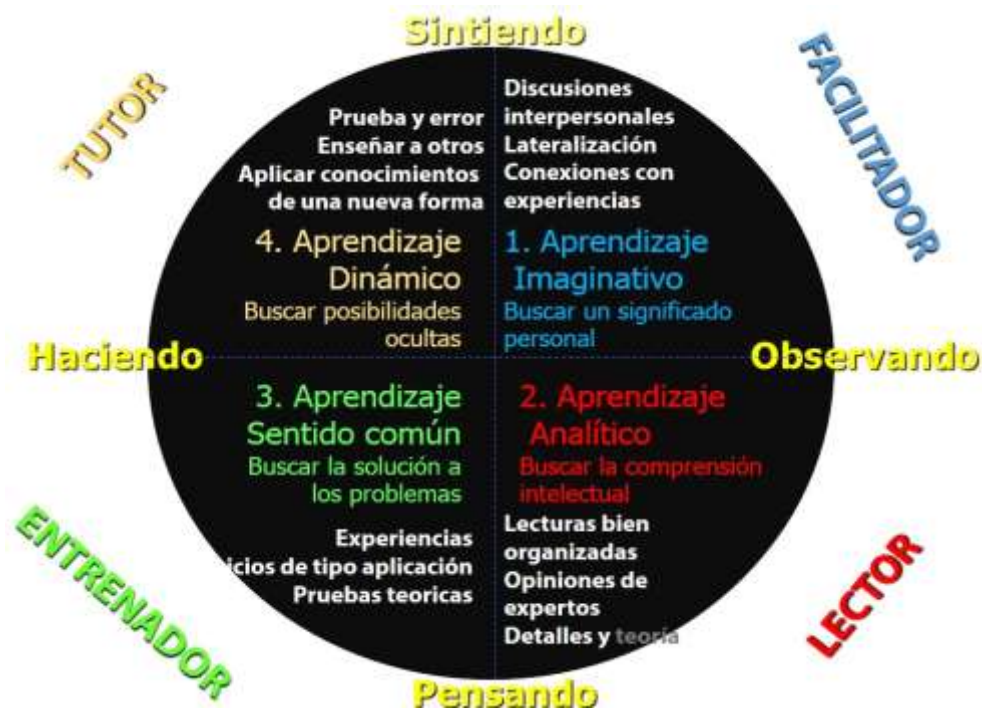 Sintiendo
TUTOR
FACILITADOR
Prueba y error
Enseñar a otros
Aplicar conocimientos
de una nueva forma
Discusiones
interpersonales
Lateralización
Conexiones con
experiencias
4. Aprendizaje
Dinámico
Buscar posibilidades
ocultas
1. Aprendizaje
Imaginativo
Buscar un significado
personal
Haciendo
Observando
3. Aprendizaje
Sentido común
Buscar la solución a
los problemas
2. Aprendizaje
Analítico
Buscar la comprensión
intelectual
Experiencias
icios de tipo aplicación
Pruebas teoricas
Lecturas bien
organizadas
Opiniones de
expertos
Detalles y teoría
ENTRENADOR
LECTOR
Pensando